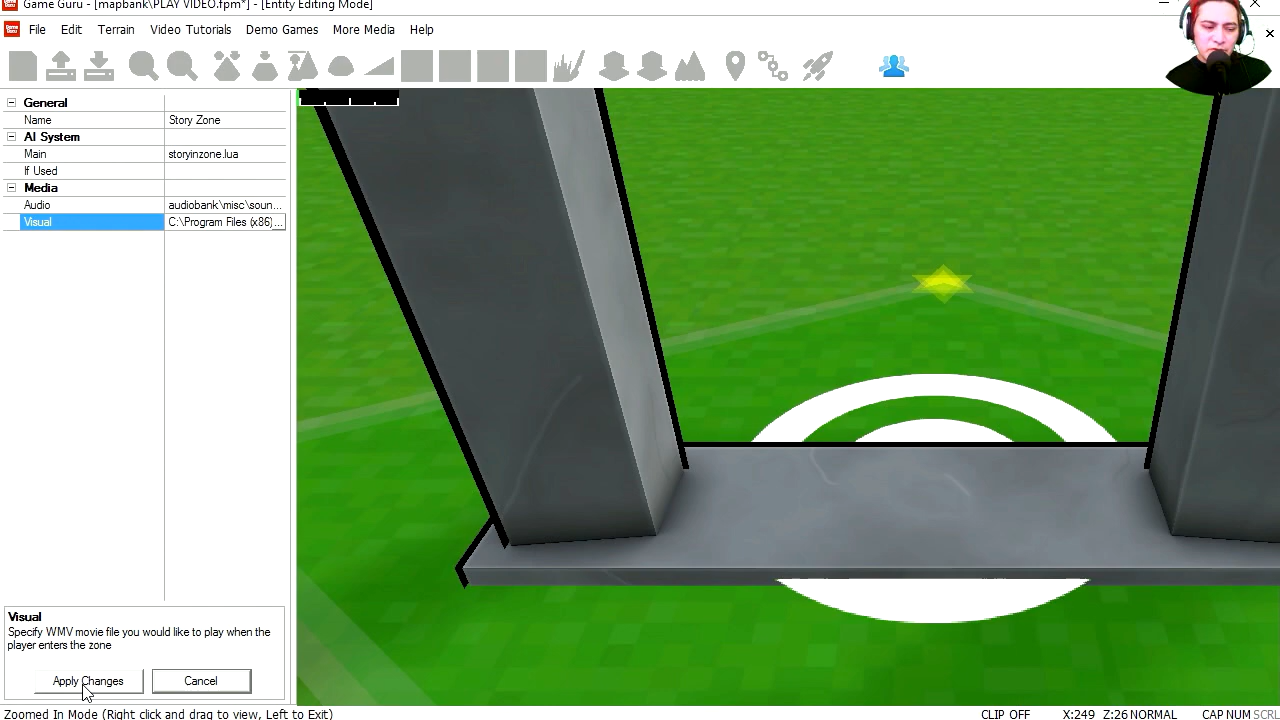 Game Guru - [mapbank\PLAY VIDEO.fpm*] - [Entity Editing Mode]
File Edit Terrain Video Tutorials Demo Games More Media Help
General
Name Story Zone
AI System
Main storyinzone.lua
If Used
Media
Audio audiobank\misc\soun...
Visual C:\Program Files (x86)...
Visual
Specify WMV movie file you would like to play when the
player enters the zone
Apply Changes Cancel
Zoomed In Mode (Right click and drag to view, Left to Exit) CLIP OFF X:249 Z:26 NORMAL CAP NUM SCRL